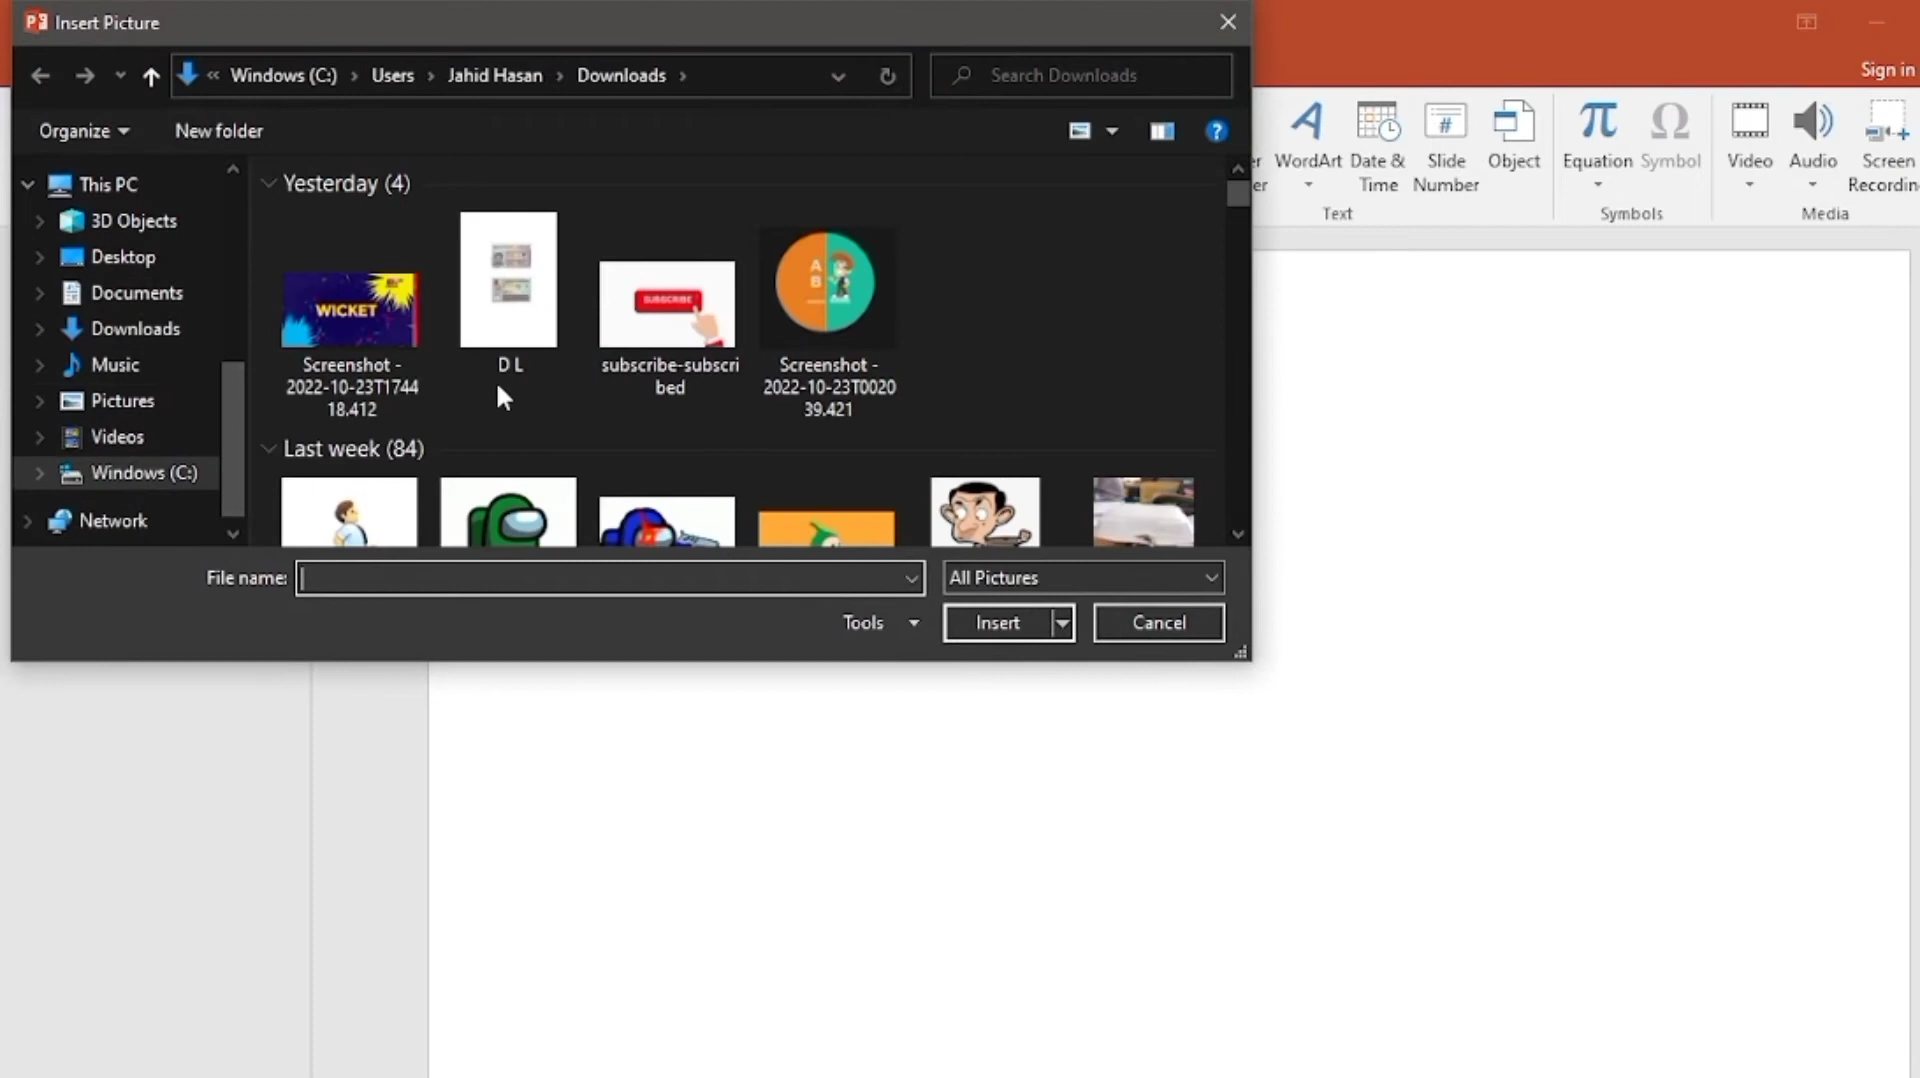 Insert Picture
Windows (C:) Users Jahid Hasan Downloads
Search Downloads
Sign in
Organize
New folder
This PC
3D Objects
Desktop
Documents
Downloads
Music
Pictures
Videos
Windows (C:)
Network
Yesterday (4)
WICKET
A
B
SUBSCRIBE
Screenshot -
2022-10-23T1744
18.412
D L
subscribe-subscri
bed
Screenshot -
2022-10-23T0020
39.421
Last week (84)
File name:
All Pictures
Tools
Insert
Cancel
er
er
WordArt
Date &
Time
Slide
Number
Object
Text
Equation
Symbol
Symbols
Video
Audio
Screen
Recordin
Media